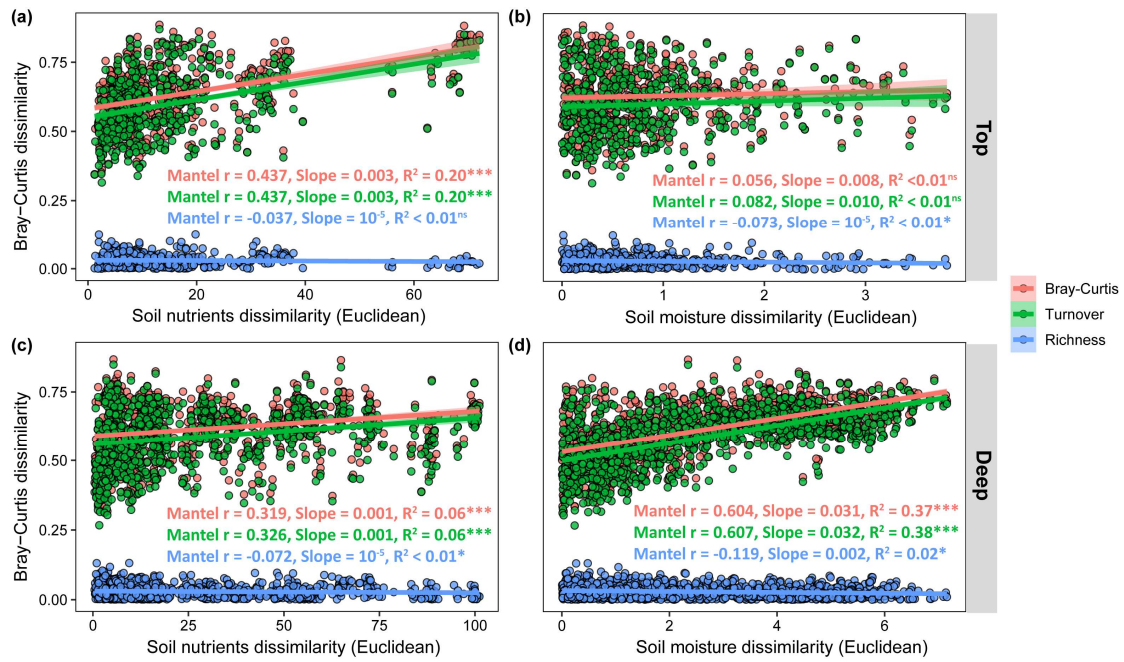 (a)
Bray−Curtis dissimilarity
0.75
0.50
0.25
0.00
Mantel r = 0.437, Slope = 0.003, R² = 0.20***
Mantel r = 0.437, Slope = 0.003, R² = 0.20***
Mantel r = -0.037, Slope = 10⁻⁵, R² < 0.01ⁿˢ
0 20 40 60
Soil nutrients dissimilarity (Euclidean)
(b)
Mantel r = 0.056, Slope = 0.008, R² <0.01ⁿˢ
Mantel r = 0.082, Slope = 0.010, R² <0.01ⁿˢ
Mantel r = -0.073, Slope = 10⁻⁵, R² < 0.01*
0 1 2 3
Soil moisture dissimilarity (Euclidean)
Top
(c)
Bray−Curtis dissimilarity
0.75
0.50
0.25
0.00
Mantel r = 0.319, Slope = 0.001, R² = 0.06***
Mantel r = 0.326, Slope = 0.001, R² = 0.06***
Mantel r = -0.072, Slope = 10⁻⁵, R² < 0.01*
0 25 50 75 100
Soil nutrients dissimilarity (Euclidean)
(d)
Mantel r = 0.604, Slope = 0.031, R² = 0.37***
Mantel r = 0.607, Slope = 0.032, R² = 0.38***
Mantel r = -0.119, Slope = 0.002, R² = 0.02*
0 2 4 6
Soil moisture dissimilarity (Euclidean)
Deep
Bray−Curtis
Turnover
Richness